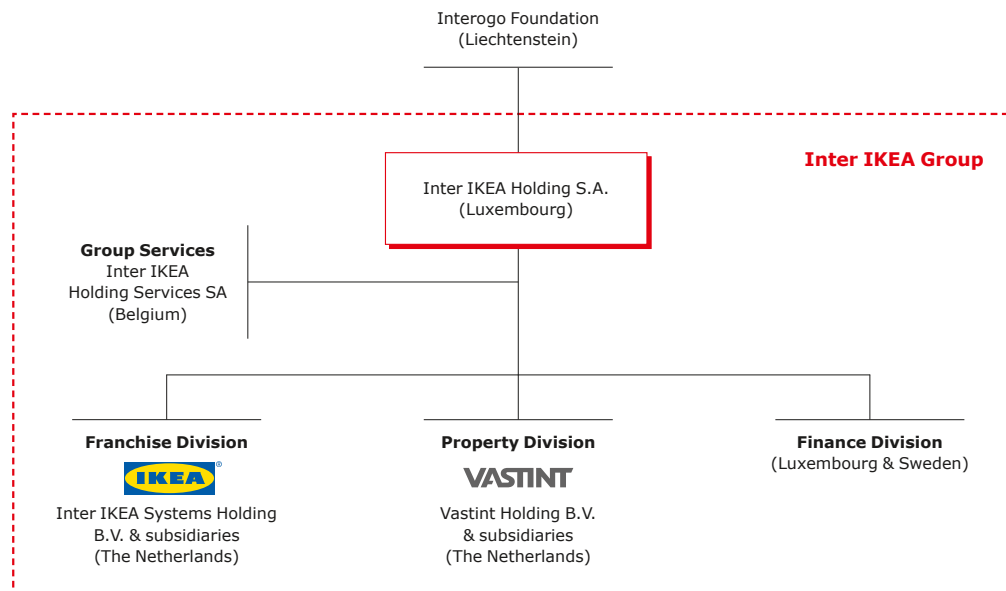 Interogo Foundation
(Liechtenstein)
Inter IKEA Group
Inter IKEA Holding S.A.
(Luxembourg)
Group Services
Inter IKEA
Holding Services SA
(Belgium)
Franchise Division
IKEA®
Inter IKEA Systems Holding
B.V. & subsidiaries
(The Netherlands)
Property Division
VASTINT
Vastint Holding B.V.
& subsidiaries
(The Netherlands)
Finance Division
(Luxembourg & Sweden)